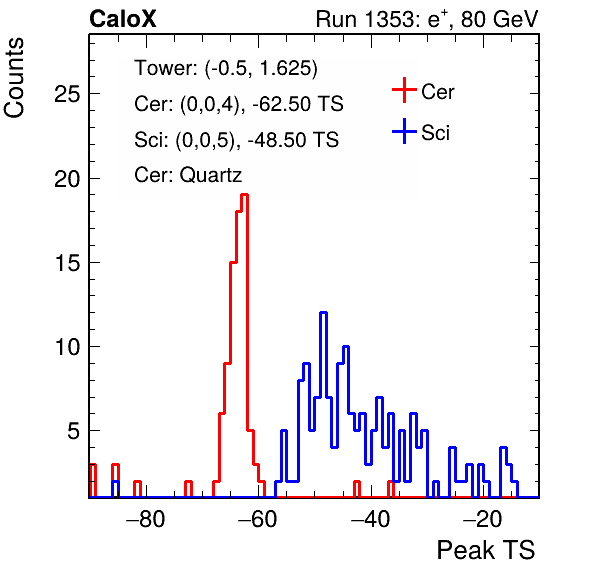 CaloX Run 1353: e⁺, 80 GeV
Counts
Tower: (-0.5, 1.625)
Cer: (0,0,4), -62.50 TS
Sci: (0,0,5), -48.50 TS
Cer: Quartz
Cer
Sci
25
20
15
10
5
−80 −60 −40 −20
Peak TS